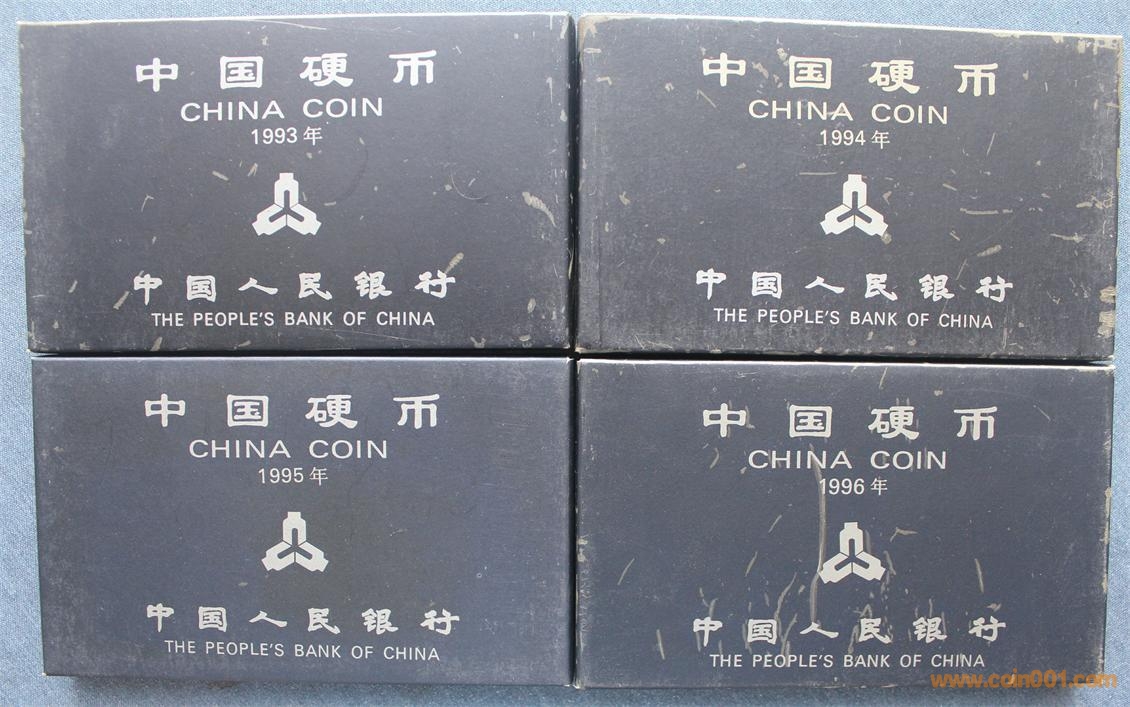 中国硬币
CHINA COIN
1993年
中国人民银行
THE PEOPLE'S BANK OF CHINA
中国硬币
CHINA COIN
1994年
中国人民银行
THE PEOPLE'S BANK OF CHINA
中国硬币
CHINA COIN
1995年
中国人民银行
THE PEOPLE'S BANK OF CHINA
中国硬币
CHINA COIN
1996年
中国人民银行
THE PEOPLE'S BANK OF CHINA
www.coin001.com